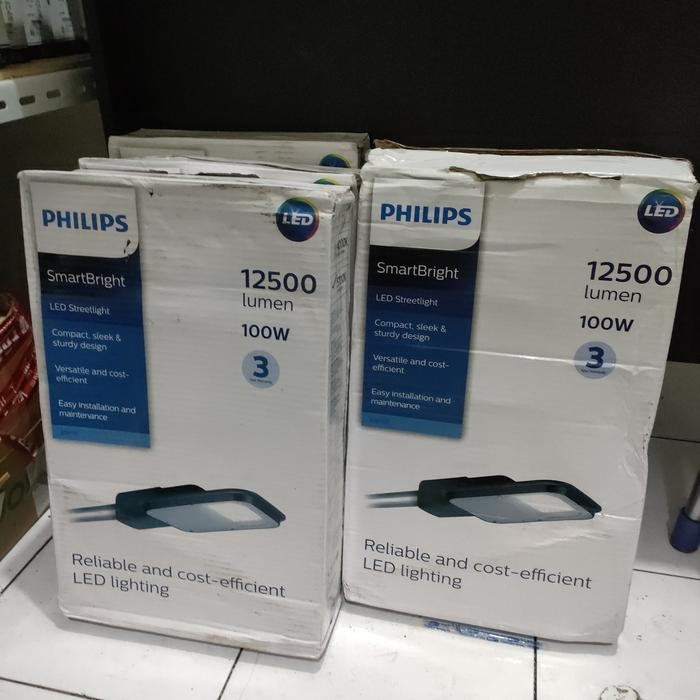 PHILIPS
LED
SmartBright
LED Streetlight
Compact, sleek &
sturdy design
Versatile and cost-
efficient
Easy installation and
maintenance
12500
lumen
100W
3
Reliable and cost-efficient
LED lighting
PHILIPS
LED
SmartBright
LED Streetlight
Compact, sleek &
sturdy design
Versatile and cost-
efficient
Easy installation and
maintenance
12500
lumen
100W
3
Reliable and cost-efficient
LED lighting